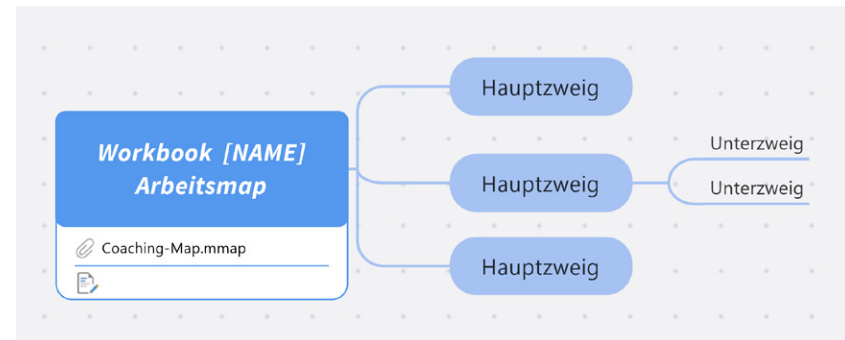 Workbook [NAME]
Arbeitsmap
Coaching-Map.mmap
Hauptzweig
Hauptzweig
Unterzweig
Unterzweig
Hauptzweig